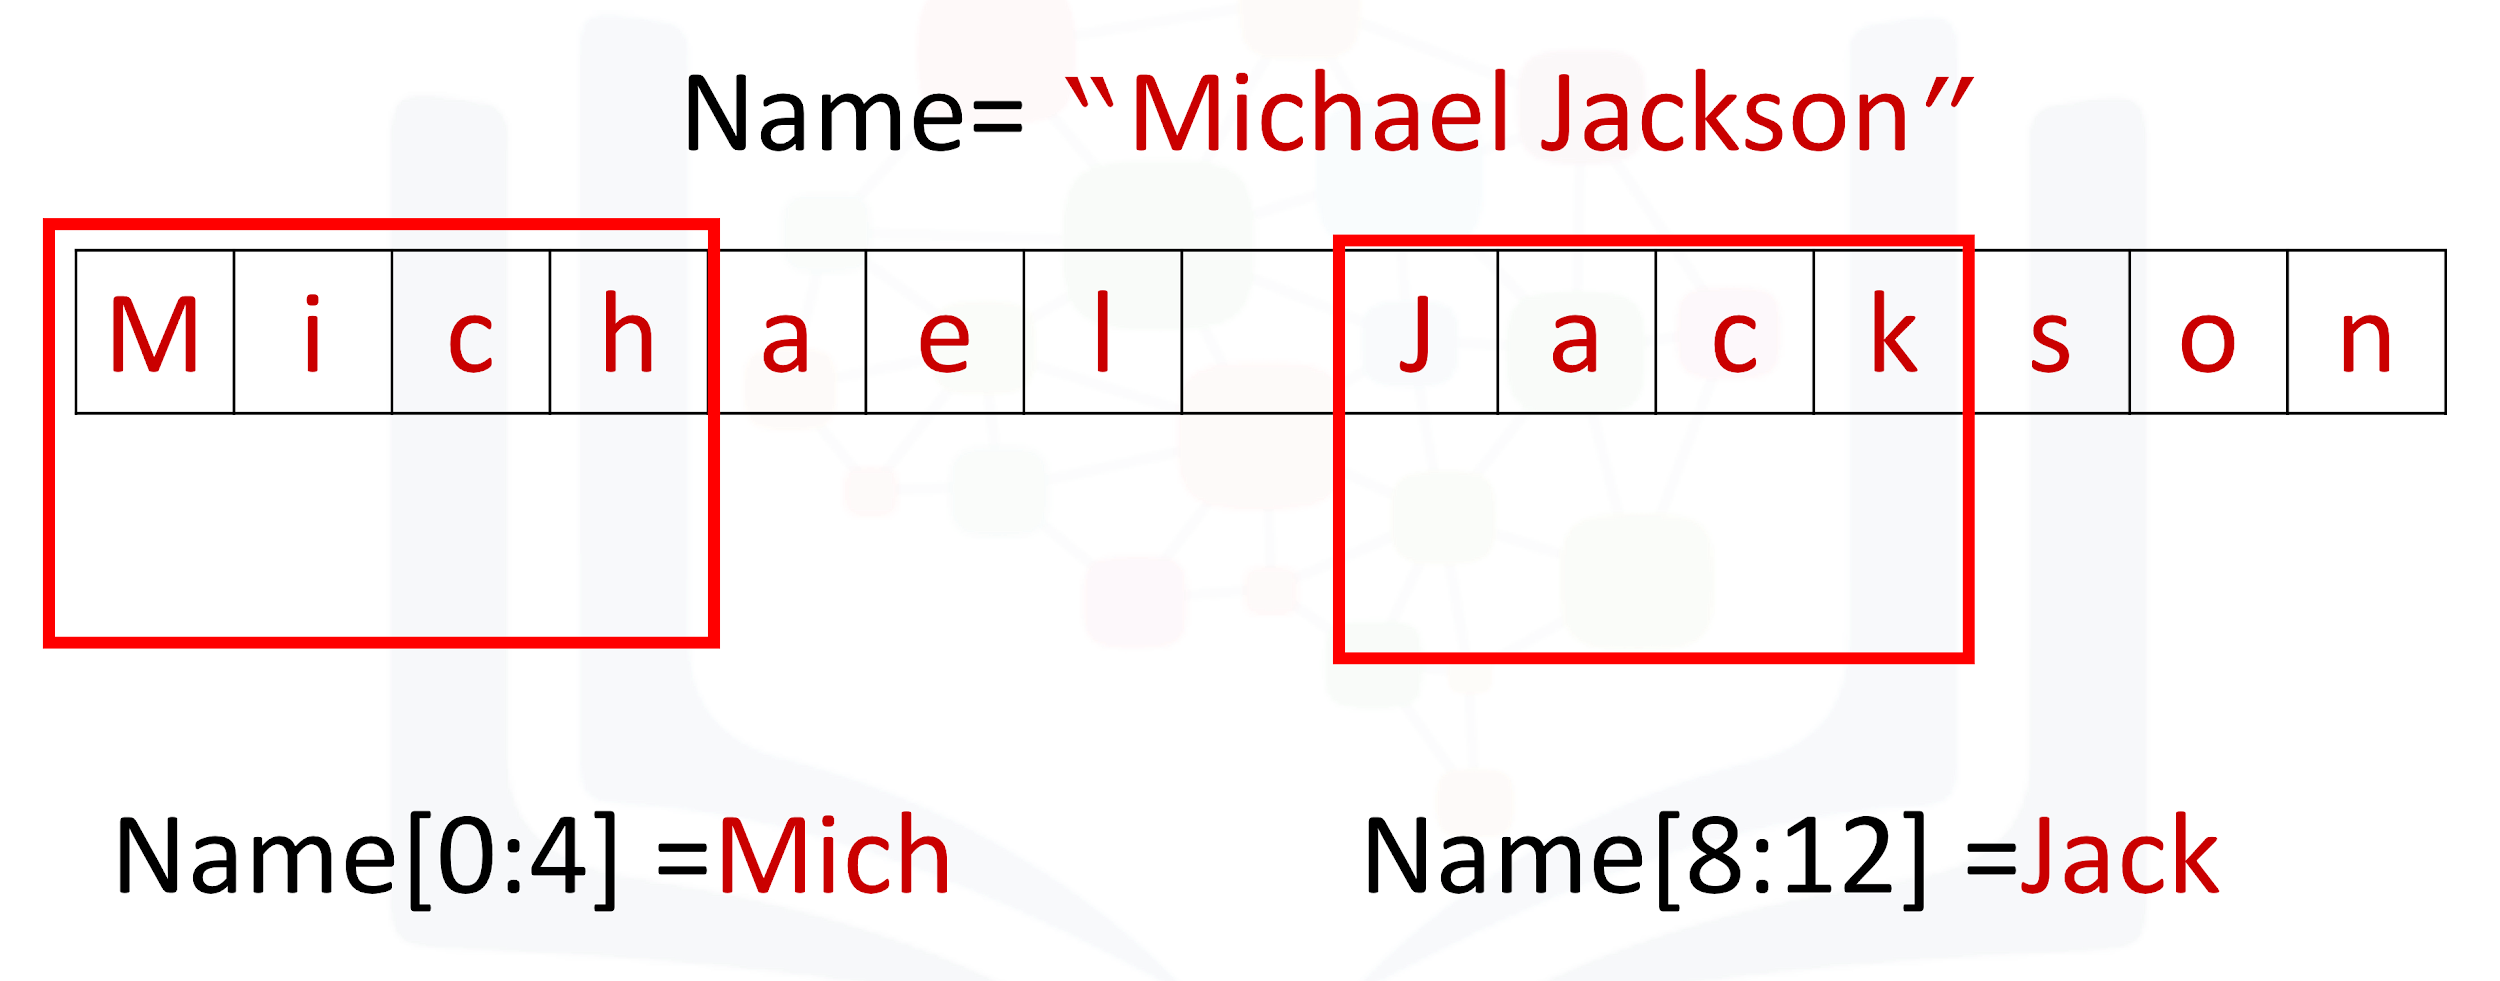 Name= “Michael Jackson”
M i c h a e l J a c k s o n
Name[0:4] =Mich
Name[8:12] =Jack